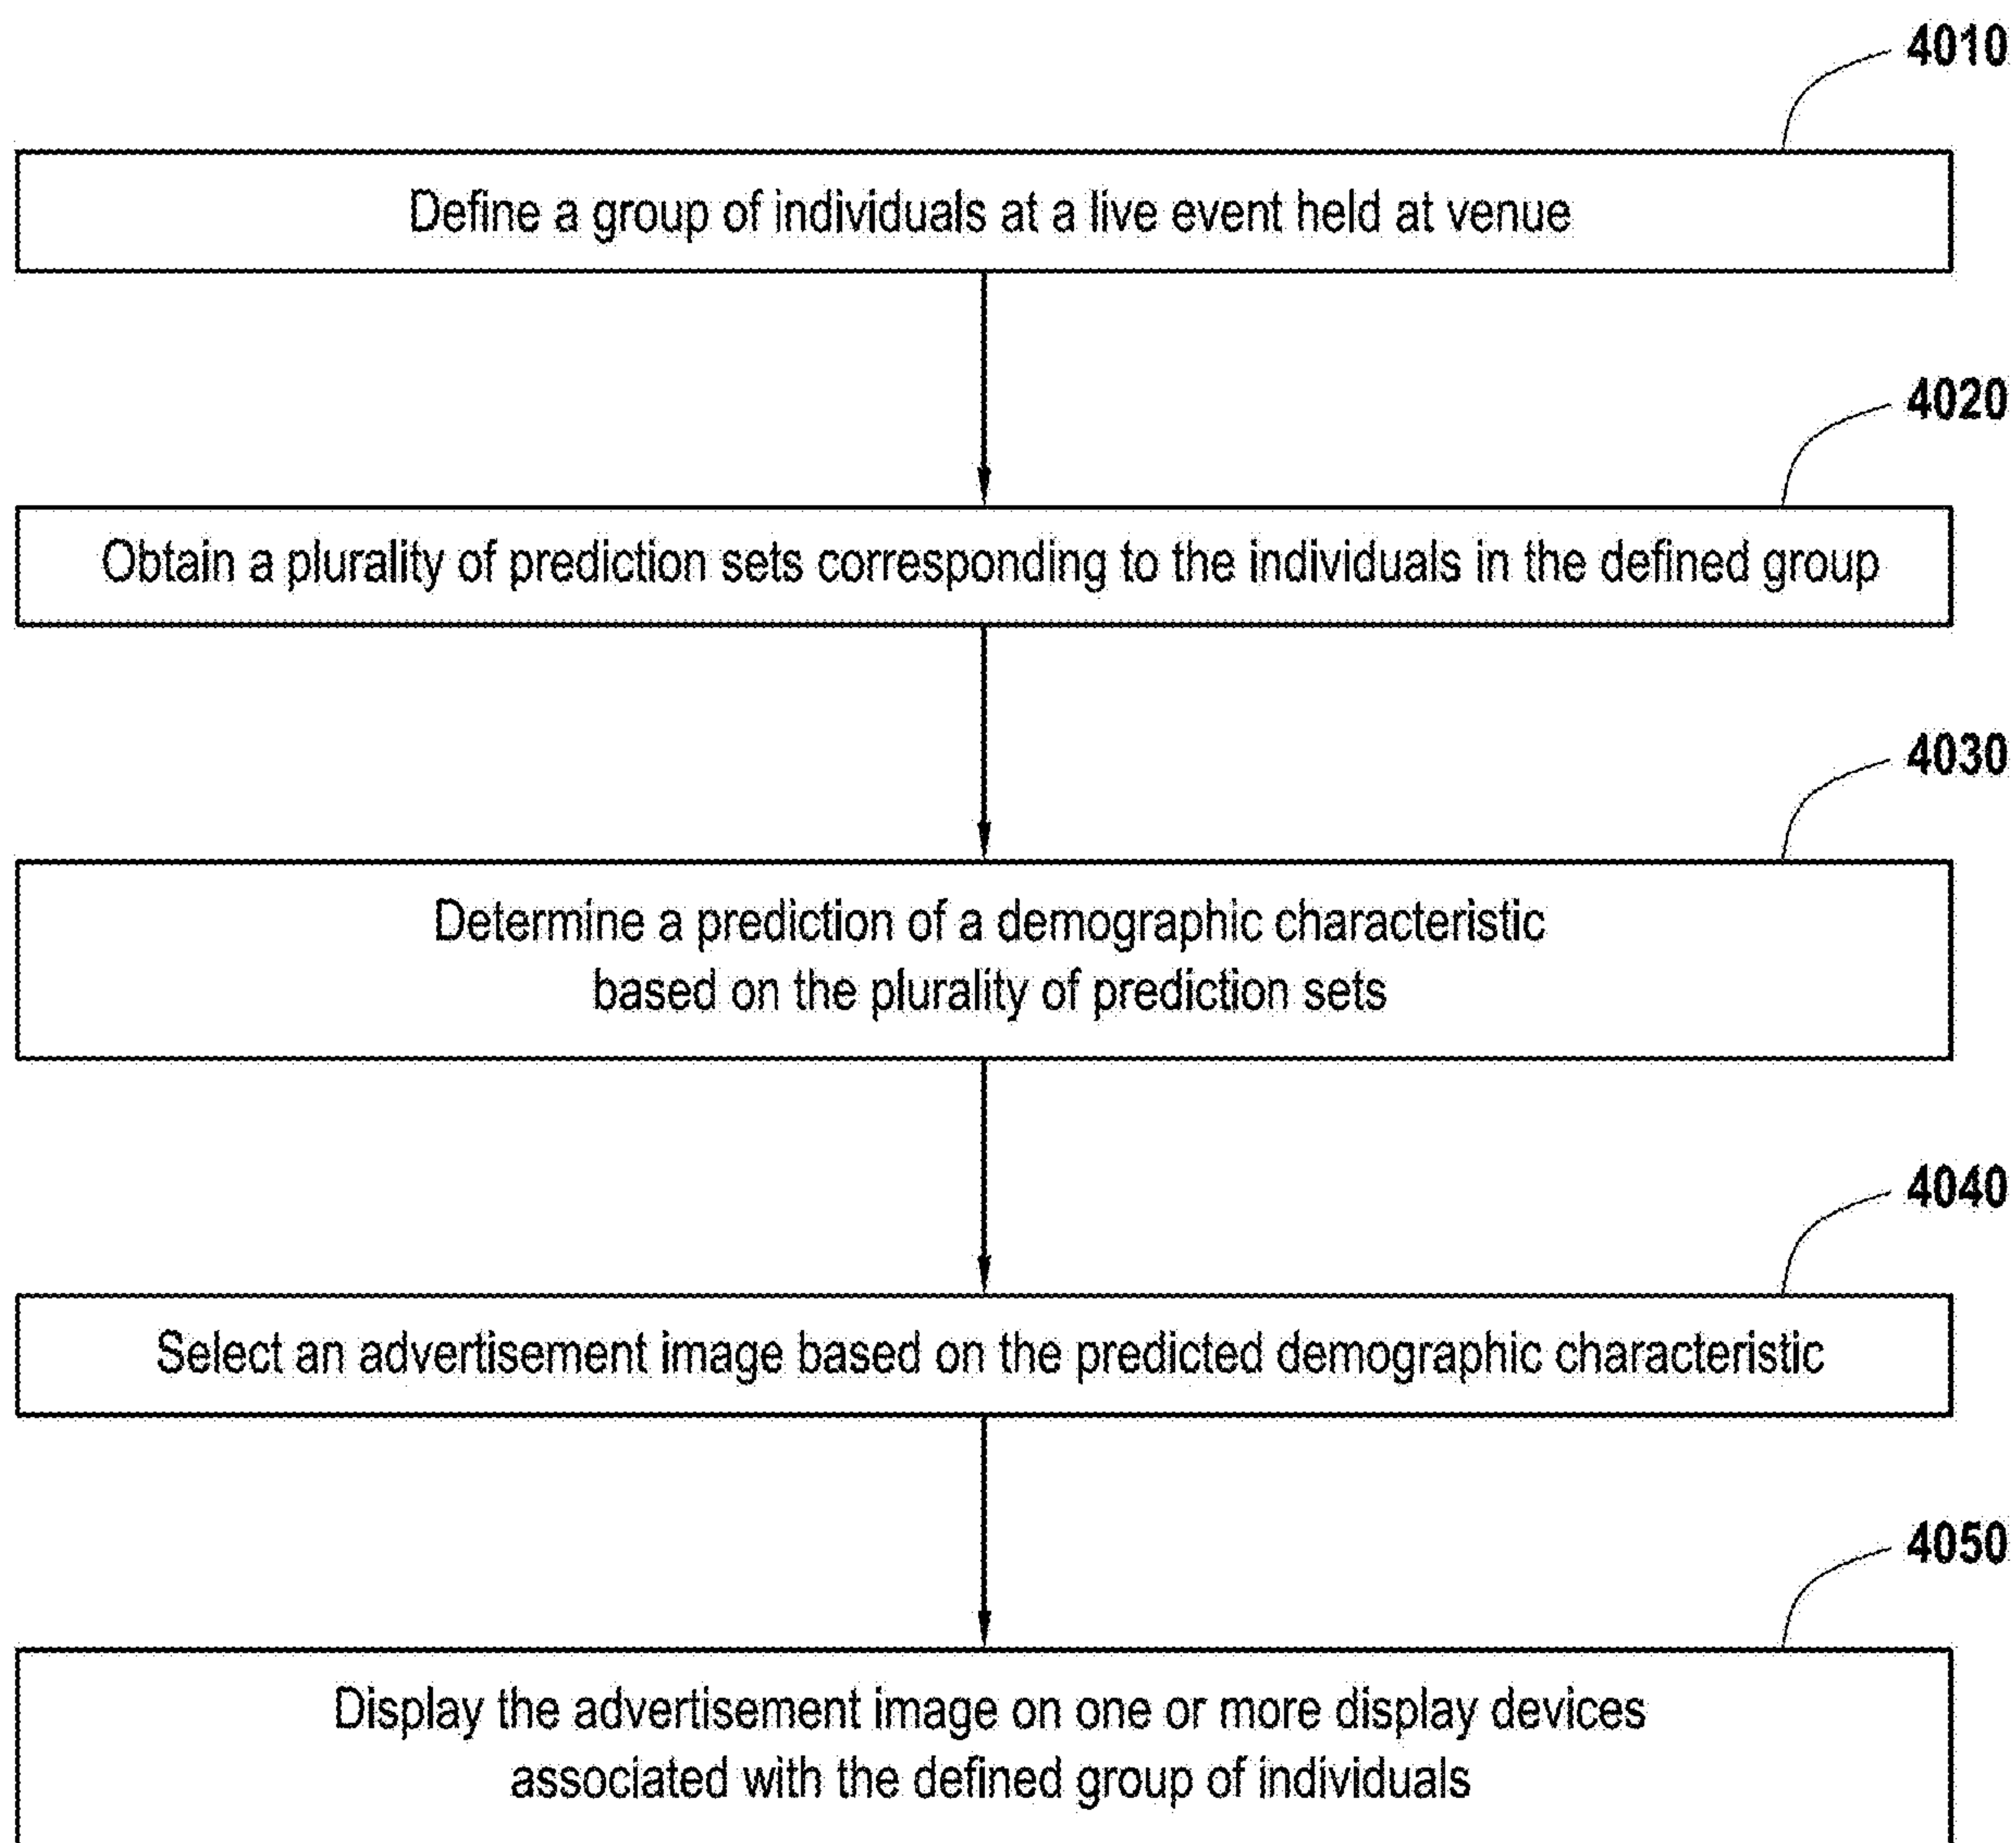 4010
Define a group of individuals at a live event held at venue
4020
Obtain a plurality of prediction sets corresponding to the individuals in the defined group
4030
Determine a prediction of a demographic characteristic
based on the plurality of prediction sets
4040
Select an advertisement image based on the predicted demographic characteristic
4050
Display the advertisement image on one or more display devices
associated with the defined group of individuals